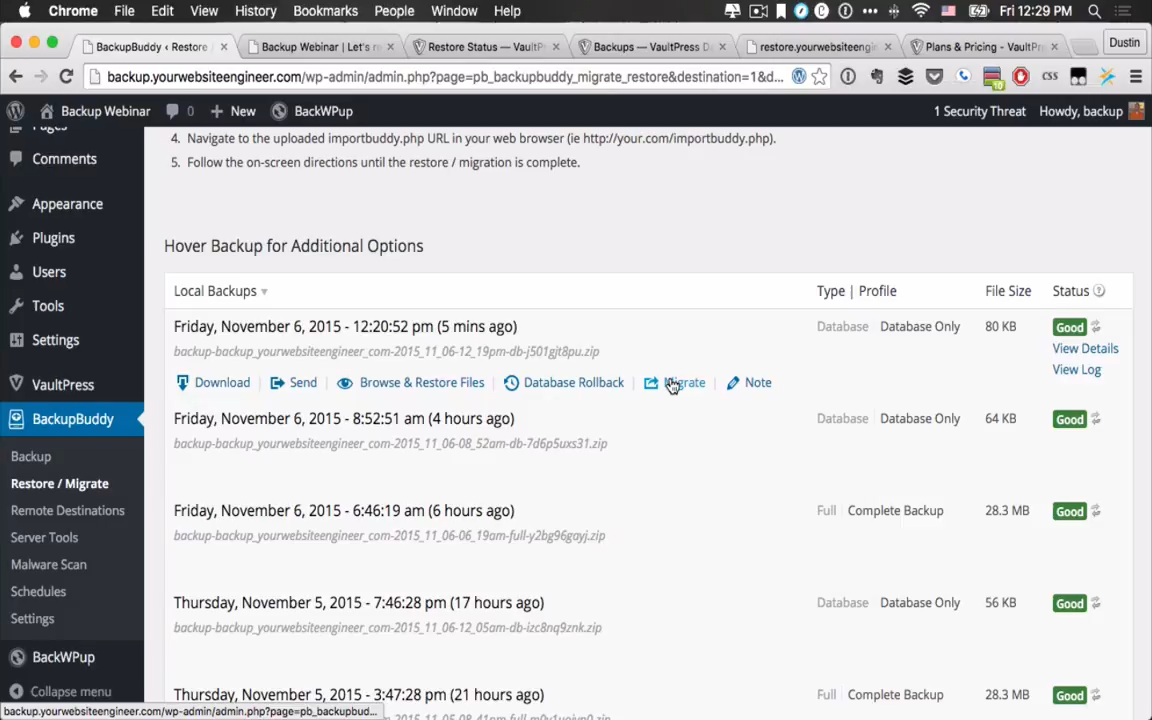 Chrome File Edit View History Bookmarks People Window Help Fri 12:29 PM
BackupBuddy ‹ Restore / Backup Webinar | Let's r Restore Status — VaultP Backups — VaultPress D restore.yourwebsiteengin Plans & Pricing - VaultPr Dustin
backup.yourwebsiteengineer.com/wp-admin/admin.php?page=pb_backupbuddy_migrate_restore&destination=1&d... CSS 10
Backup Webinar 0 + New BackWPup 1 Security Threat Howdy, backup
Pages
Comments
Appearance
Plugins
Users
Tools
Settings
VaultPress
BackupBuddy
Backup
Restore / Migrate
Remote Destinations
Server Tools
Malware Scan
Schedules
Settings
BackWPup
Collapse menu
4. Navigate to the uploaded importbuddy.php URL in your web browser (ie http://your.com/importbuddy.php).
5. Follow the on-screen directions until the restore / migration is complete.
Hover Backup for Additional Options
Local Backups Type | Profile File Size Status ?
Friday, November 6, 2015 - 12:20:52 pm (5 mins ago) Database Database Only 80 KB Good
backup-backup_yourwebsiteengineer_com-2015_11_06-12_19pm-db-j501gjt8pu.zip View Details
View Log
Download | Send | Browse & Restore Files | Database Rollback | Migrate | Note
Friday, November 6, 2015 - 8:52:51 am (4 hours ago) Database Database Only 64 KB Good
backup-backup_yourwebsiteengineer_com-2015_11_06-08_52am-db-7d6p5uxs31.zip
Friday, November 6, 2015 - 6:46:19 am (6 hours ago) Full Complete Backup 28.3 MB Good
backup-backup_yourwebsiteengineer_com-2015_11_06-06_19am-full-y2bg96gayj.zip
Thursday, November 5, 2015 - 7:46:28 pm (17 hours ago) Database Database Only 56 KB Good
backup-backup_yourwebsiteengineer_com-2015_11_06-12_05am-db-izc8nq9znk.zip
Thursday, November 5, 2015 - 3:47:28 pm (21 hours ago) Full Complete Backup 28.3 MB Good
backup.yourwebsiteengineer.com/wp-admin/admin.php?page=pb_backupbud...